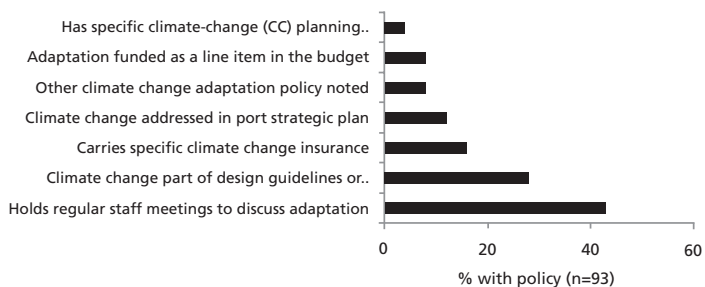 Has specific climate-change (CC) planning..
Adaptation funded as a line item in the budget
Other climate change adaptation policy noted
Climate change addressed in port strategic plan
Carries specific climate change insurance
Climate change part of design guidelines or..
Holds regular staff meetings to discuss adaptation
0 20 40 60
% with policy (n=93)